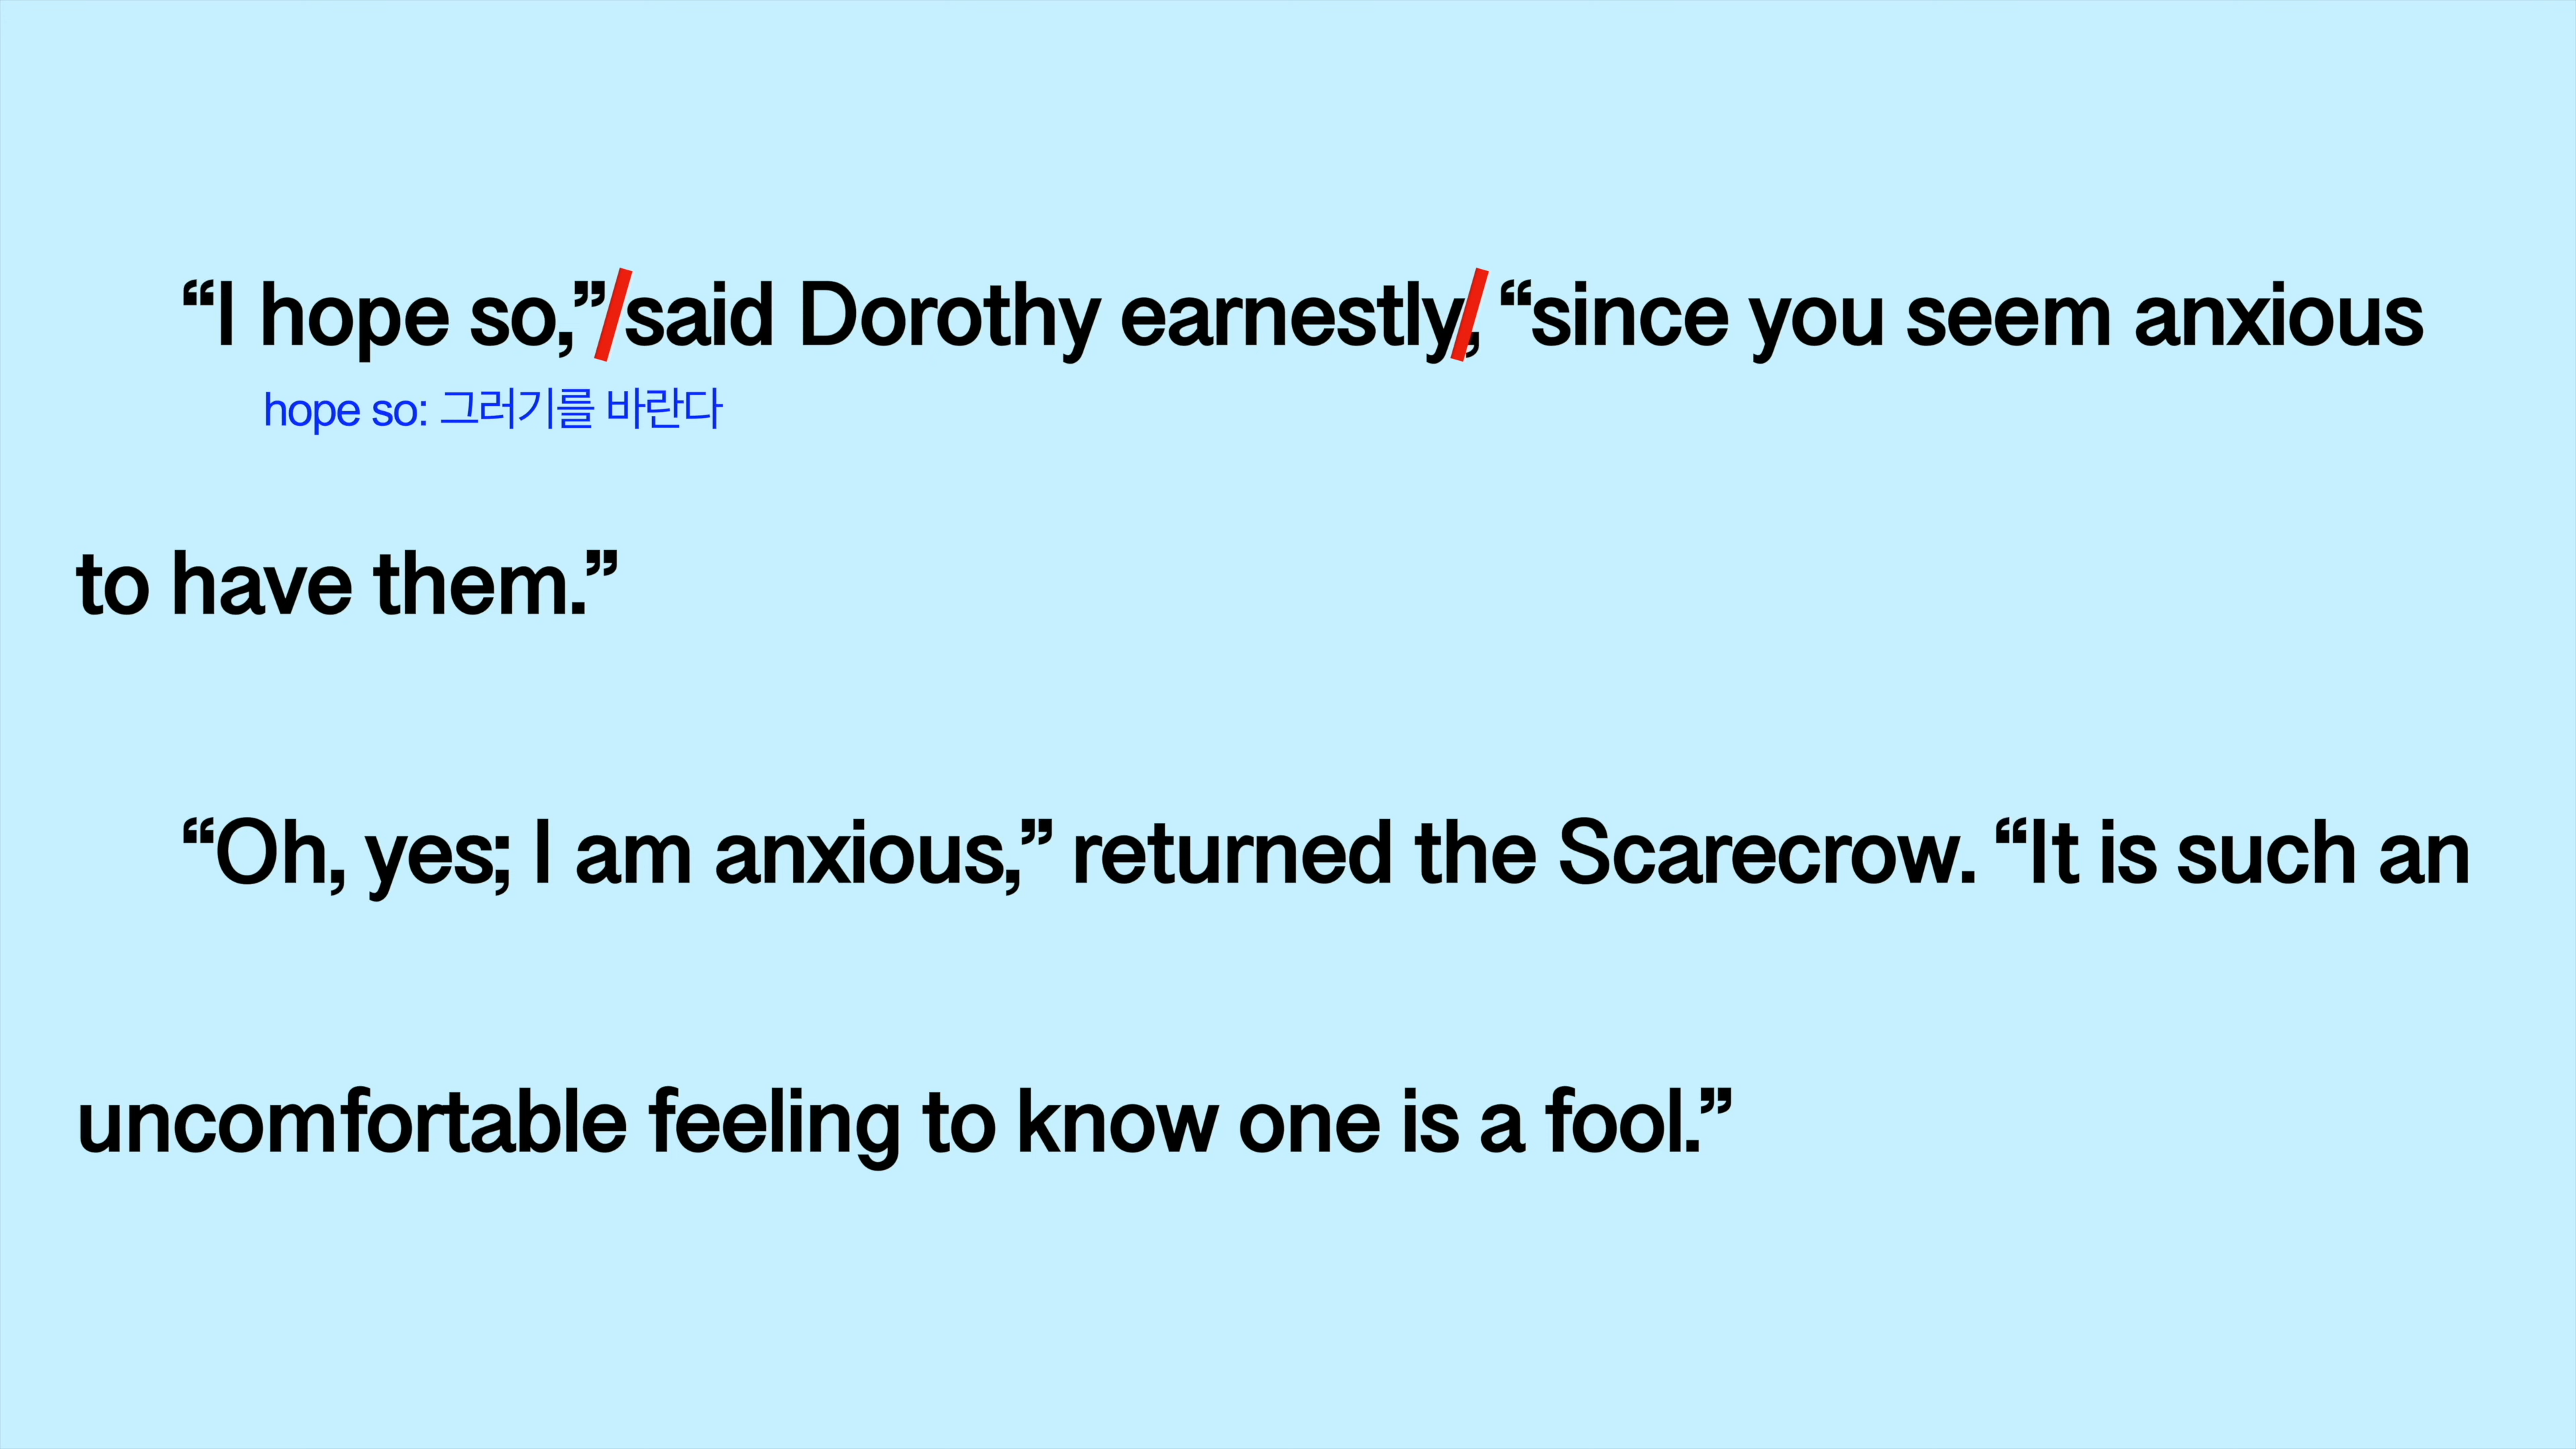 “I hope so,”/said Dorothy earnestly,/ “since you seem anxious
hope so: 그러기를 바란다
to have them.”
“Oh, yes; I am anxious,” returned the Scarecrow. “It is such an
uncomfortable feeling to know one is a fool.”